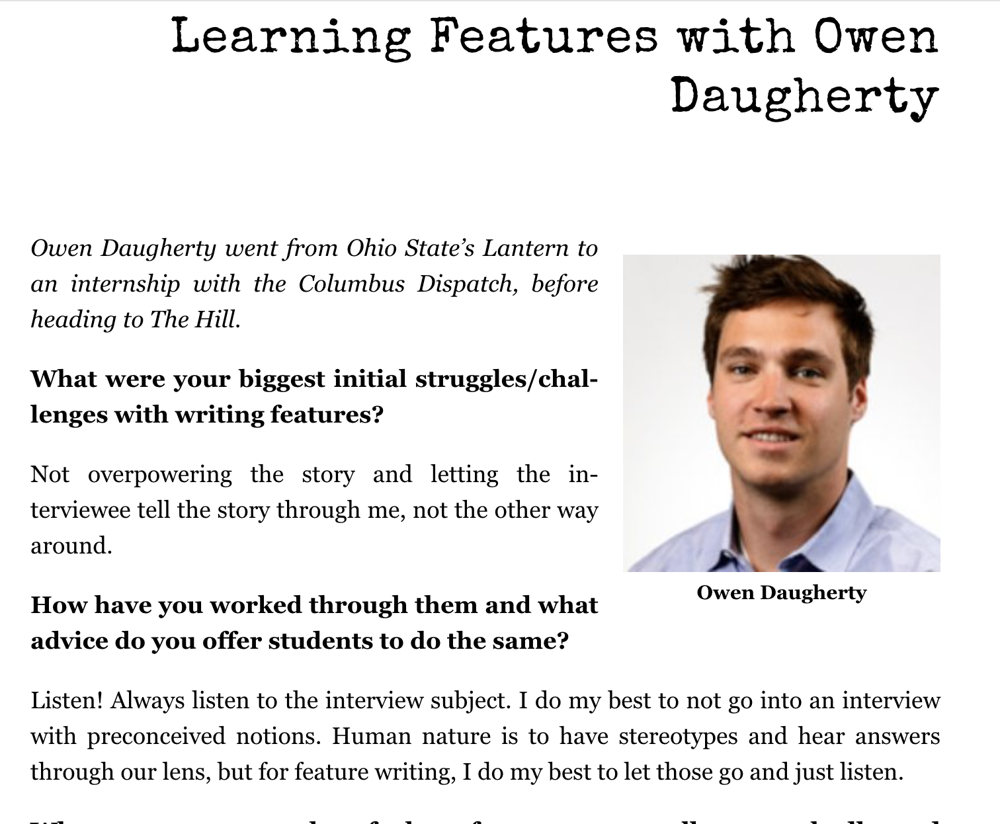 Learning Features with Owen
Daugherty
Owen Daugherty went from Ohio State’s Lantern to
an internship with the Columbus Dispatch, before
heading to The Hill.
What were your biggest initial struggles/chal-
lenges with writing features?
Not overpowering the story and letting the in-
terviewee tell the story through me, not the other way
around.
Owen Daugherty
How have you worked through them and what
advice do you offer students to do the same?
Listen! Always listen to the interview subject. I do my best to not go into an interview
with preconceived notions. Human nature is to have stereotypes and hear answers
through our lens, but for feature writing, I do my best to let those go and just listen.